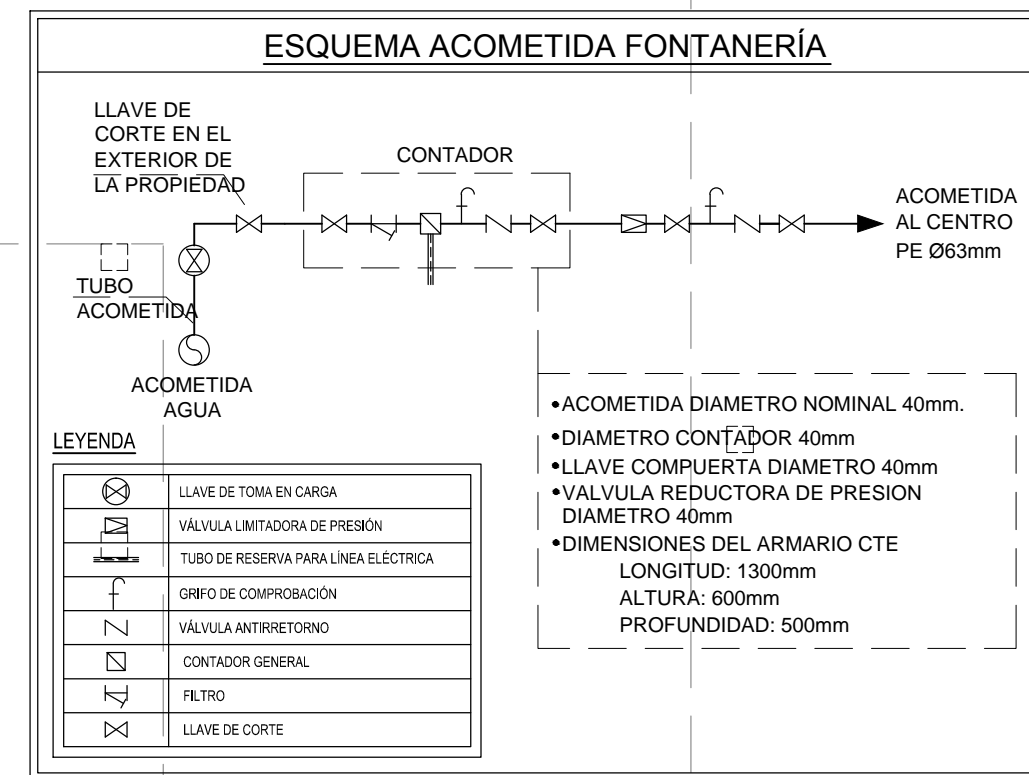 ESQUEMA ACOMETIDA FONTANERÍA
LLAVE DE
CORTE EN EL
EXTERIOR DE
LA PROPIEDAD
CONTADOR
ACOMETIDA
AL CENTRO
PE Ø63mm
TUBO
ACOMETIDA
ACOMETIDA
AGUA
•ACOMETIDA DIAMETRO NOMINAL 40mm.
•DIAMETRO CONTADOR 40mm
•LLAVE COMPUERTA DIAMETRO 40mm
•VALVULA REDUCTORA DE PRESION
DIAMETRO 40mm
•DIMENSIONES DEL ARMARIO CTE
LONGITUD: 1300mm
ALTURA: 600mm
PROFUNDIDAD: 500mm
LEYENDA
LLAVE DE TOMA EN CARGA
VÁLVULA LIMITADORA DE PRESIÓN
TUBO DE RESERVA PARA LÍNEA ELÉCTRICA
GRIFO DE COMPROBACIÓN
VÁLVULA ANTIRRETORNO
CONTADOR GENERAL
FILTRO
LLAVE DE CORTE